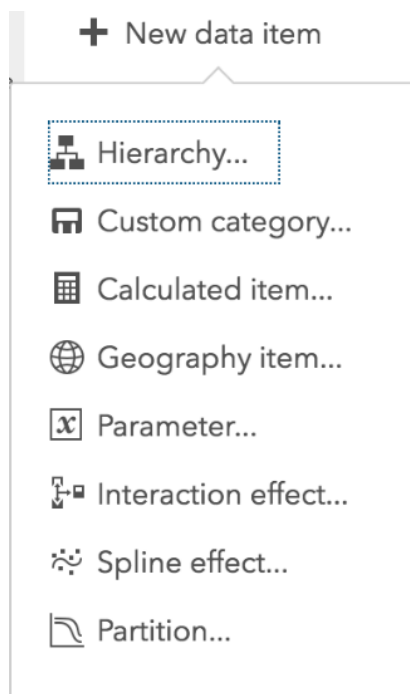 New data item
Hierarchy...
Custom category...
Calculated item...
Geography item...
x Parameter...
Interaction effect...
Spline effect...
Partition...